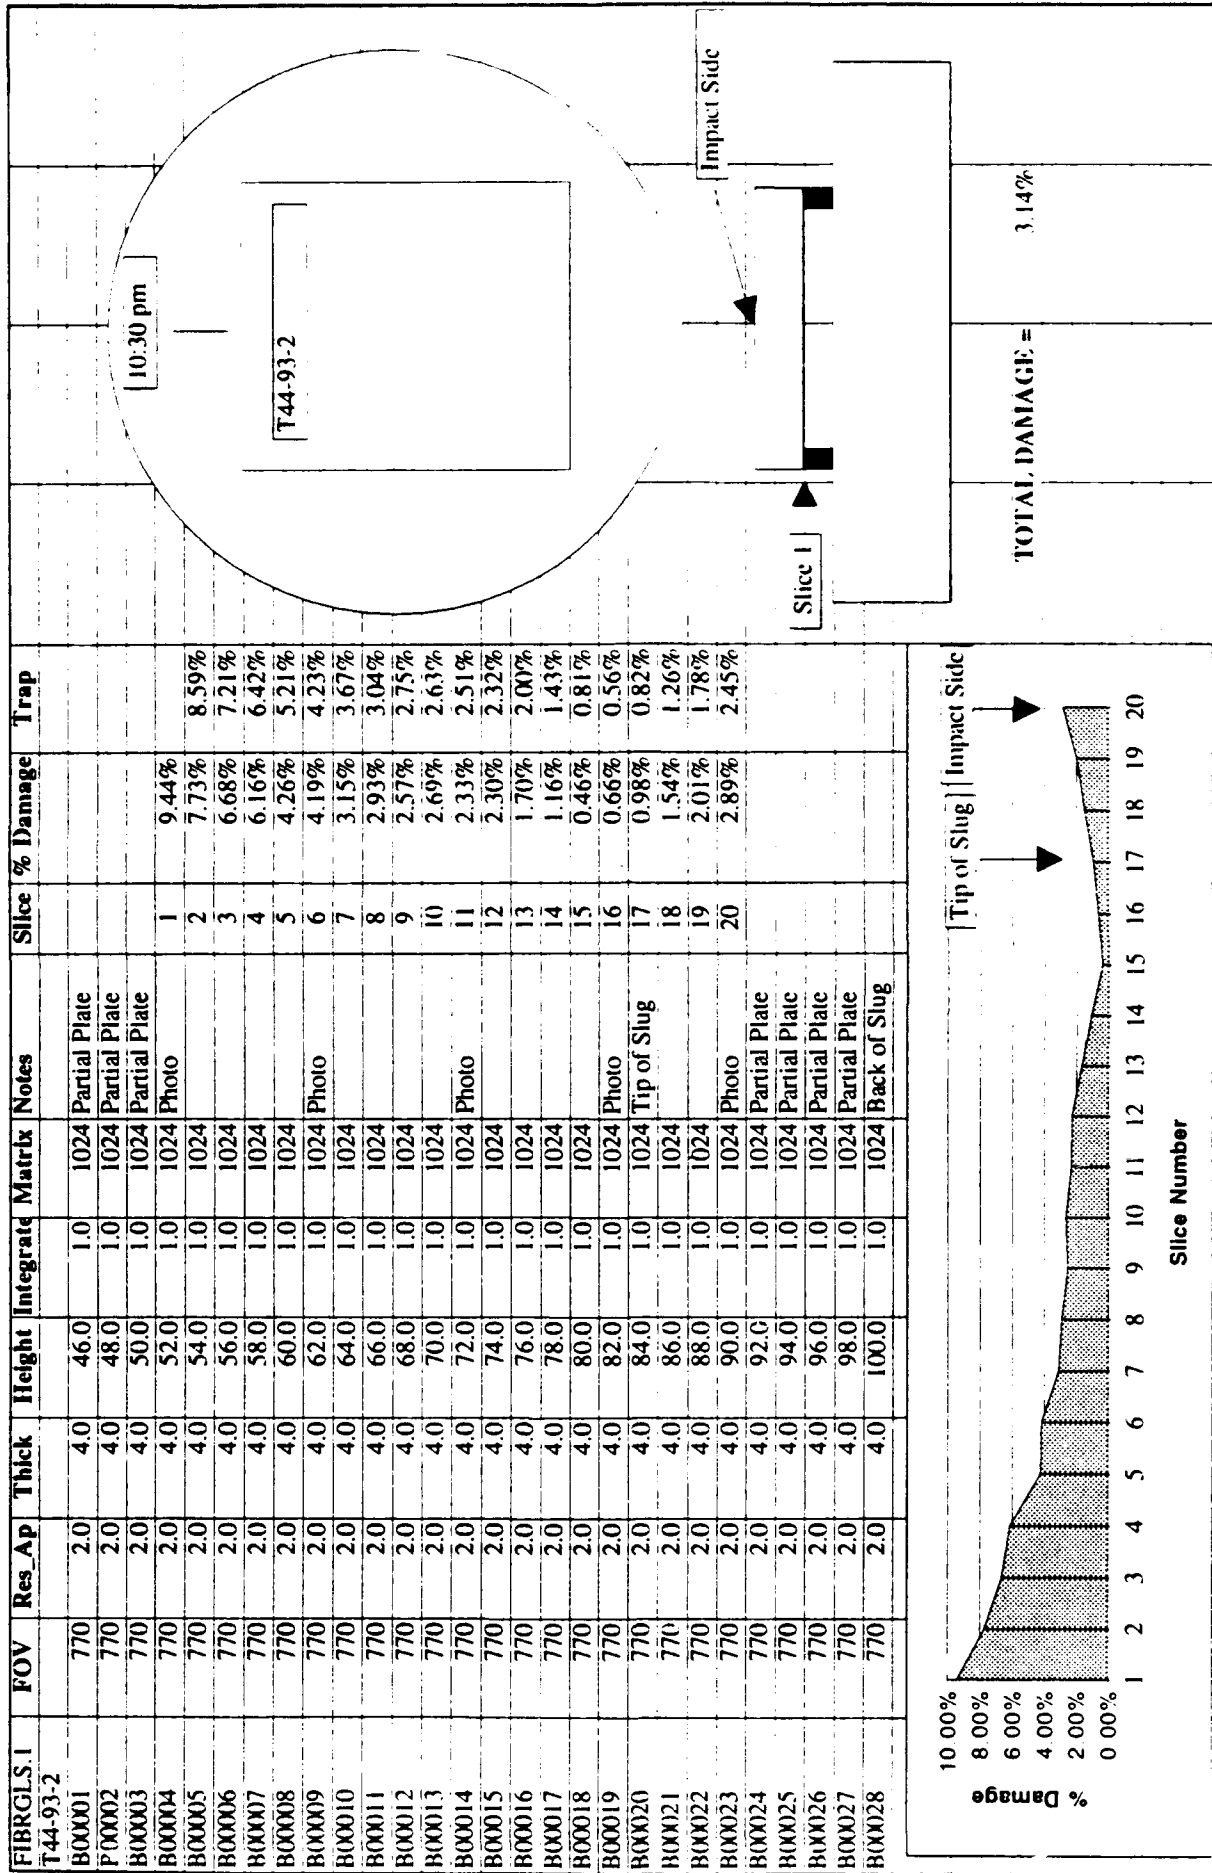 FIBRGLS.1 FOV Res_Ap Thick Height Integrate Matrix Notes Slice % Damage Trap
T44-93-2
B00001 770 2.0 4.0 46.0 1.0 1024 Partial Plate
P00002 770 2.0 4.0 48.0 1.0 1024 Partial Plate
B00003 770 2.0 4.0 50.0 1.0 1024 Partial Plate
B00004 770 2.0 4.0 52.0 1.0 1024 Photo 1 9.44%
B00005 770 2.0 4.0 54.0 1.0 1024 2 7.73% 8.59%
B00006 770 2.0 4.0 56.0 1.0 1024 3 6.68% 7.21%
B00007 770 2.0 4.0 58.0 1.0 1024 4 6.16% 6.42%
B00008 770 2.0 4.0 60.0 1.0 1024 5 4.26% 5.21%
B00009 770 2.0 4.0 62.0 1.0 1024 Photo 6 4.19% 4.23%
B00010 770 2.0 4.0 64.0 1.0 1024 7 3.15% 3.67%
B00011 770 2.0 4.0 66.0 1.0 1024 8 2.93% 3.04%
B00012 770 2.0 4.0 68.0 1.0 1024 9 2.57% 2.75%
B00013 770 2.0 4.0 70.0 1.0 1024 10 2.69% 2.63%
B00014 770 2.0 4.0 72.0 1.0 1024 Photo 11 2.33% 2.51%
B00015 770 2.0 4.0 74.0 1.0 1024 12 2.30% 2.32%
B00016 770 2.0 4.0 76.0 1.0 1024 13 1.70% 2.00%
B00017 770 2.0 4.0 78.0 1.0 1024 14 1.16% 1.43%
B00018 770 2.0 4.0 80.0 1.0 1024 15 0.46% 0.81%
B00019 770 2.0 4.0 82.0 1.0 1024 Photo 16 0.66% 0.56%
B00020 770 2.0 4.0 84.0 1.0 1024 Tip of Slug 17 0.98% 0.82%
B00021 770 2.0 4.0 86.0 1.0 1024 18 1.54% 1.26%
B00022 770 2.0 4.0 88.0 1.0 1024 19 2.01% 1.78%
B00023 770 2.0 4.0 90.0 1.0 1024 Photo 20 2.89% 2.45%
B00024 770 2.0 4.0 92.0 1.0 1024 Partial Plate
B00025 770 2.0 4.0 94.0 1.0 1024 Partial Plate
B00026 770 2.0 4.0 96.0 1.0 1024 Partial Plate
B00027 770 2.0 4.0 98.0 1.0 1024 Partial Plate
B00028 770 2.0 4.0 100.0 1.0 1024 Back of Slug
10:30 pm
T44-93-2
Impact Side
Slice 1
TOTAL DAMAGE = 3.14%
Tip of Slug
Impact Side
% Damage
10.00%
8.00%
6.00%
4.00%
2.00%
0.00%
1 2 3 4 5 6 7 8 9 10 11 12 13 14 15 16 17 18 19 20
Slice Number